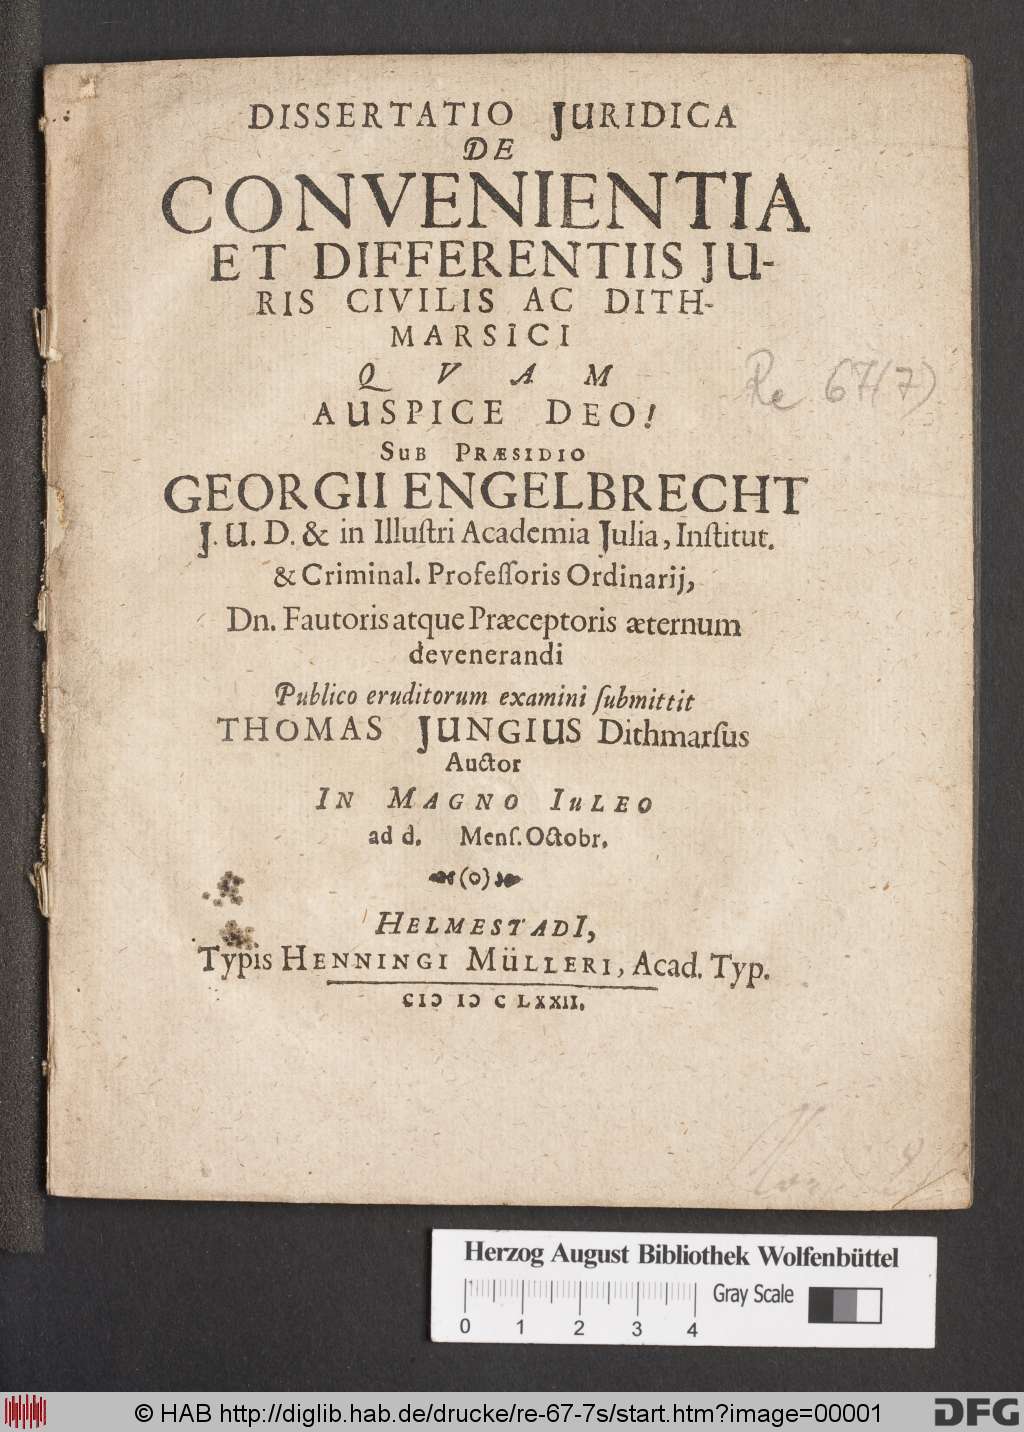 DISSERTATIO JURIDICA
DE
CONVENIENTIA
ET DIFFERENTIIS JU-
RIS CIVILIS AC DITH-
MARSICI
QVAM
AUSPICE DEO!
SUB PRÆSIDIO
GEORGII ENGELBRECHT
J. U. D. & in Illuſtri Academia Julia, Inſtitut.
& Criminal. Profeſſoris Ordinarij,
Dn. Fautoris atque Præceptoris æternum
devenerandi
Publico eruditorum examini ſubmittit
THOMAS JUNGIUS Dithmarſus
Auctor
IN MAGNO IuLEO
ad d. Menſ. Octobr.
(o)
HELMESTADI,
Typis HENNINGI MÜLLERI, Acad. Typ.
CIↃ IↃ C LXXII.
Re 67(7)
Herzog August Bibliothek Wolfenbüttel
Gray Scale
0 1 2 3 4
© HAB http://diglib.hab.de/drucke/re-67-7s/start.htm?image=00001
DFG